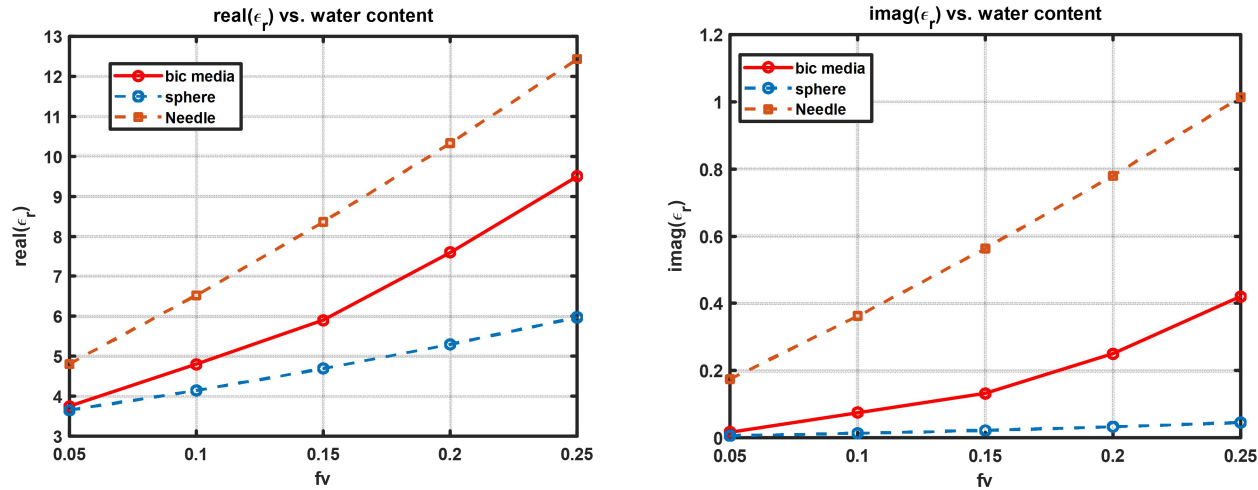 real(ϵr) vs. water content
13
12
11
10
9
8
7
6
5
4
3
real(ϵr)
bic media
sphere
Needle
0.05
0.1
0.15
0.2
0.25
fv
imag(ϵr) vs. water content
1.2
1
0.8
0.6
0.4
0.2
0
imag(ϵr)
bic media
sphere
Needle
0.05
0.1
0.15
0.2
0.25
fv